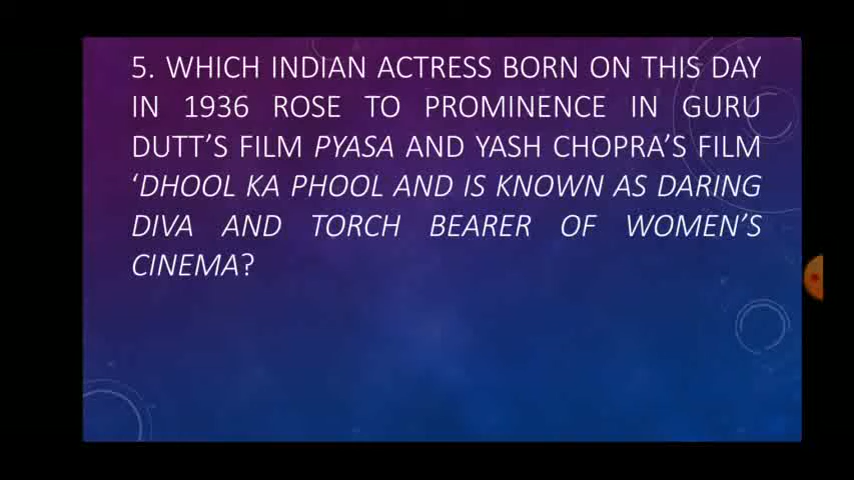 5. WHICH INDIAN ACTRESS BORN ON THIS DAY
IN 1936 ROSE TO PROMINENCE IN GURU
DUTT’S FILM PYASA AND YASH CHOPRA’S FILM
‘DHOOL KA PHOOL AND IS KNOWN AS DARING
DIVA AND TORCH BEARER OF WOMEN’S
CINEMA?